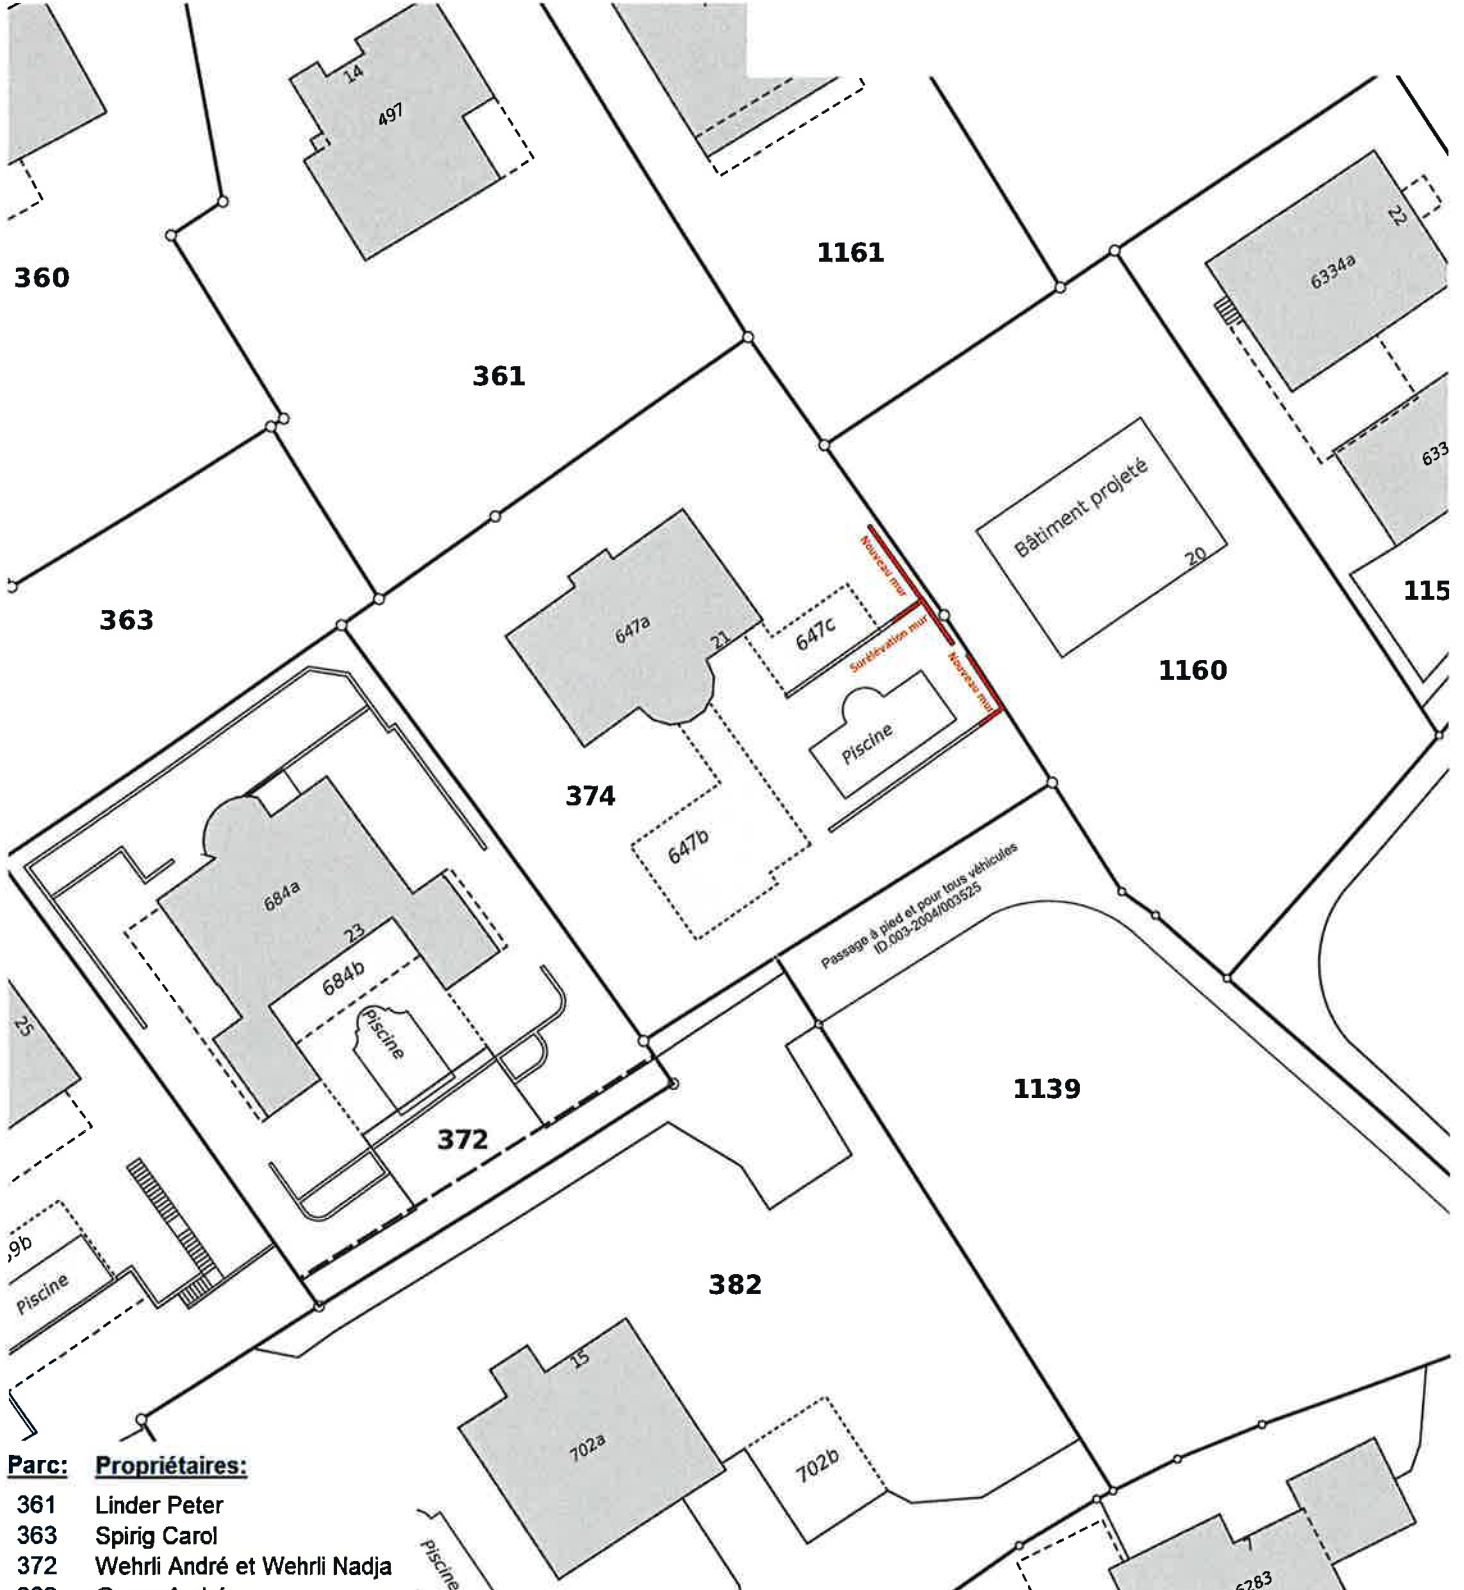 14
497
360
1161
22
6334a
361
633
Bâtiment projeté
20
Nouveau mur
115
363
647a
21
647c
Surélévation mur
Nouveau mur
1160
Piscine
374
647b
684a
23
684b
Passage à pied et pour tous véhicules
ID.003-2004/003525
25
Piscine
1139
372
9b
Piscine
382
15
702a
702b
Piscine
7
6283
Parc: Propriétaires:
361 Linder Peter
363 Spirig Carol
372 Wehrli André et Wehrli Nadja